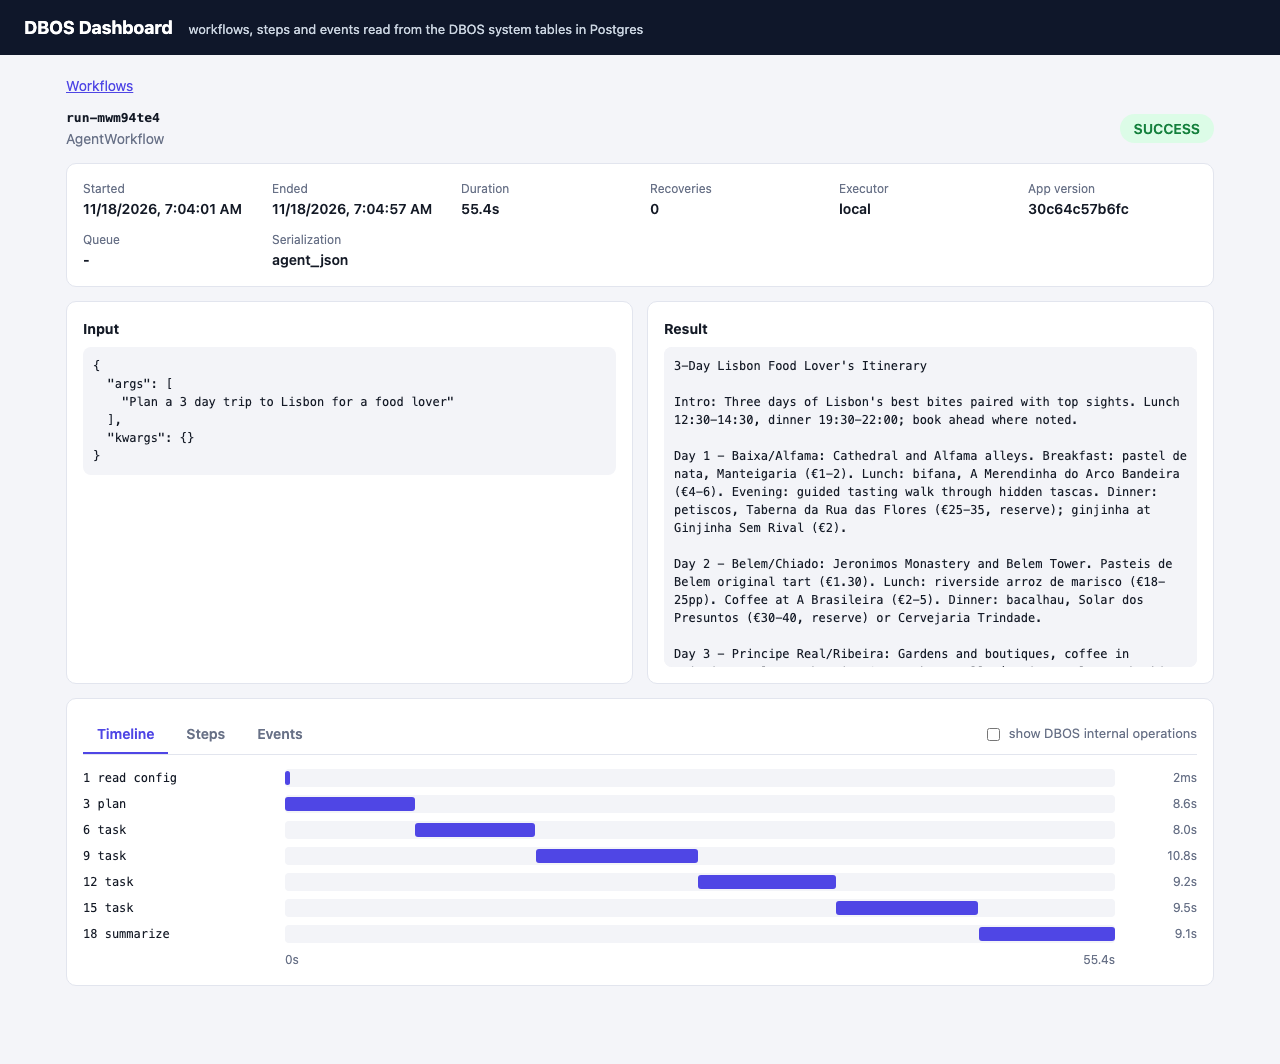 DBOS Dashboard workflows, steps and events read from the DBOS system tables in Postgres
Workflows
run-mwm94te4
AgentWorkflow
SUCCESS
Started Ended Duration Recoveries Executor App version
11/18/2026, 7:04:01 AM 11/18/2026, 7:04:57 AM 55.4s 0 local 30c64c57b6fc
Queue Serialization
- agent_json
Input
{
"args": [
"Plan a 3 day trip to Lisbon for a food lover"
],
"kwargs": {}
}
Result
3-Day Lisbon Food Lover's Itinerary
Intro: Three days of Lisbon's best bites paired with top sights. Lunch
12:30-14:30, dinner 19:30-22:00; book ahead where noted.
Day 1 - Baixa/Alfama: Cathedral and Alfama alleys. Breakfast: pastel de
nata, Manteigaria (€1-2). Lunch: bifana, A Merendinha do Arco Bandeira
(€4-6). Evening: guided tasting walk through hidden tascas. Dinner:
petiscos, Taberna da Rua das Flores (€25-35, reserve); ginjinha at
Ginjinha Sem Rival (€2).
Day 2 - Belem/Chiado: Jeronimos Monastery and Belem Tower. Pasteis de
Belem original tart (€1.30). Lunch: riverside arroz de marisco (€18-
25pp). Coffee at A Brasileira (€2-5). Dinner: bacalhau, Solar dos
Presuntos (€30-40, reserve) or Cervejaria Trindade.
Day 3 - Principe Real/Ribeira: Gardens and boutiques, coffee in
Timeline Steps Events show DBOS internal operations
1 read config 2ms
3 plan 8.6s
6 task 8.0s
9 task 10.8s
12 task 9.2s
15 task 9.5s
18 summarize 9.1s
0s 55.4s